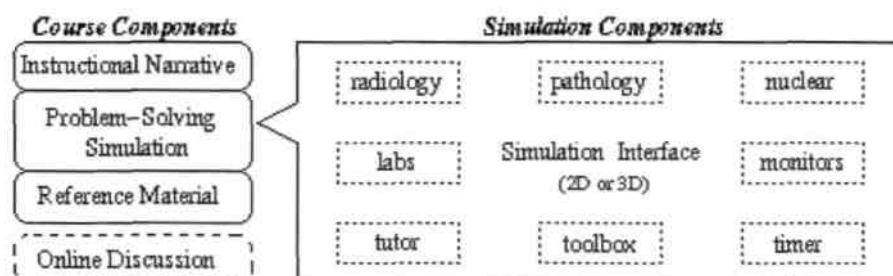 Course Components
Simulation Components
Instructional Narrative
Problem-Solving
Simulation
Reference Material
Online Discussion
radiology
pathology
nuclear
labs
Simulation Interface
(2D or 3D)
monitors
tutor
toolbox
timer